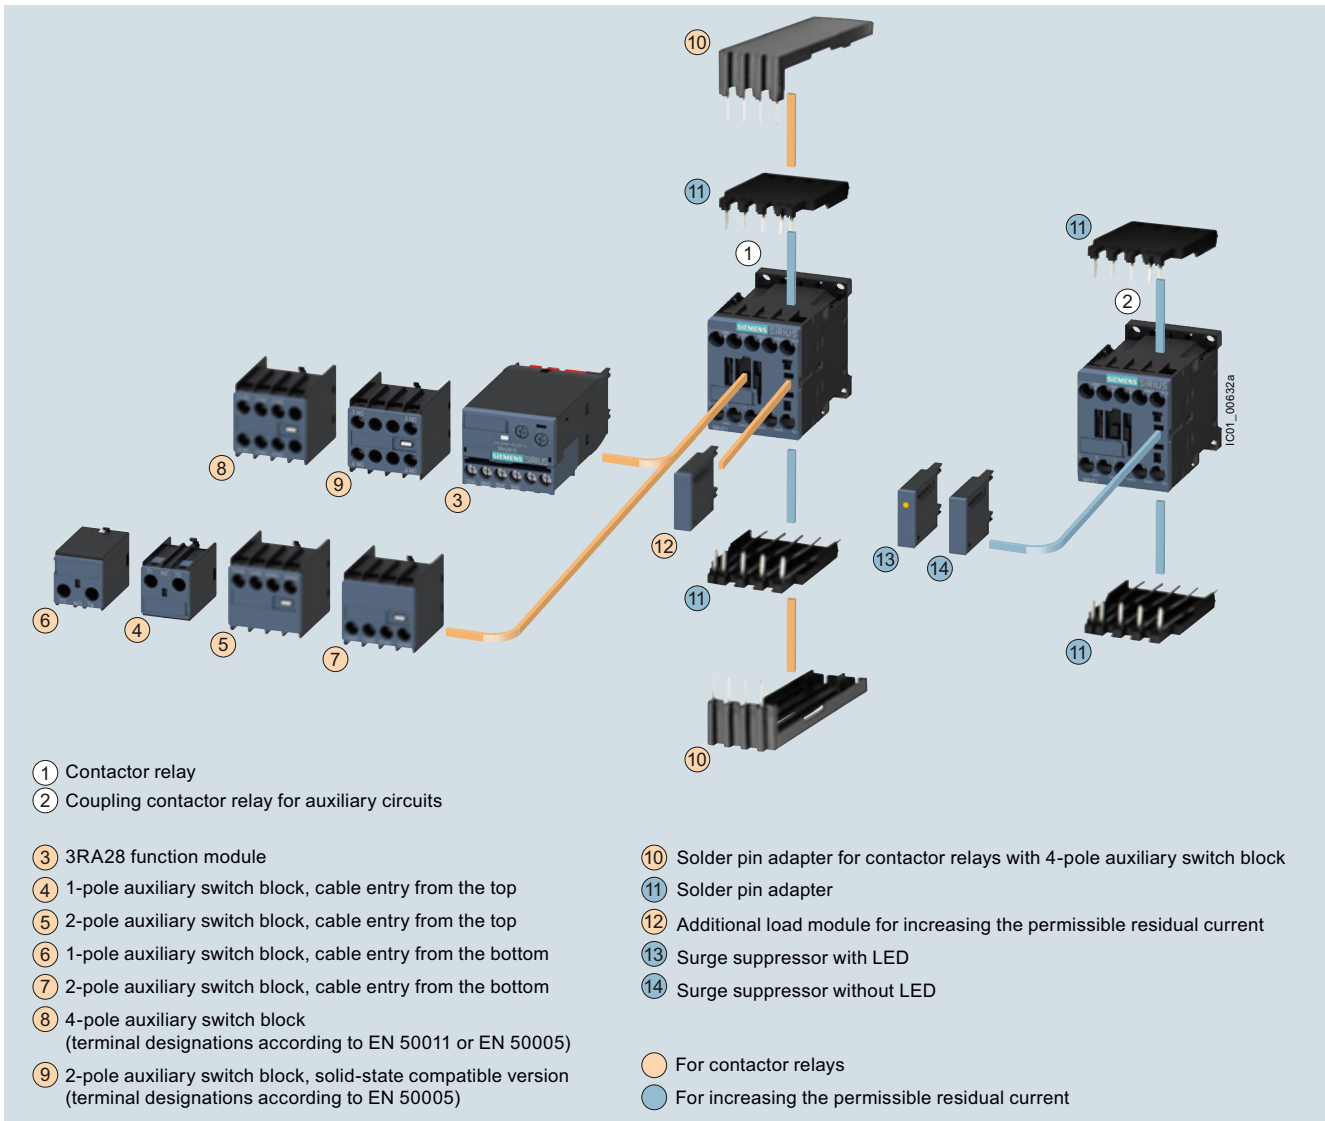 10
11
1
11
2
SIEMENS SIRIUS
SIEMENS SIRIUS
IC01_00632a
3 NO
SIEMENS SIRIUS
8
9
3
12
13
14
6
4
5
7
11
11
10
1 Contactor relay
2 Coupling contactor relay for auxiliary circuits
3 3RA28 function module
4 1-pole auxiliary switch block, cable entry from the top
5 2-pole auxiliary switch block, cable entry from the top
6 1-pole auxiliary switch block, cable entry from the bottom
7 2-pole auxiliary switch block, cable entry from the bottom
8 4-pole auxiliary switch block
(terminal designations according to EN 50011 or EN 50005)
9 2-pole auxiliary switch block, solid-state compatible version
(terminal designations according to EN 50005)
10 Solder pin adapter for contactor relays with 4-pole auxiliary switch block
11 Solder pin adapter
12 Additional load module for increasing the permissible residual current
13 Surge suppressor with LED
14 Surge suppressor without LED
For contactor relays
For increasing the permissible residual current